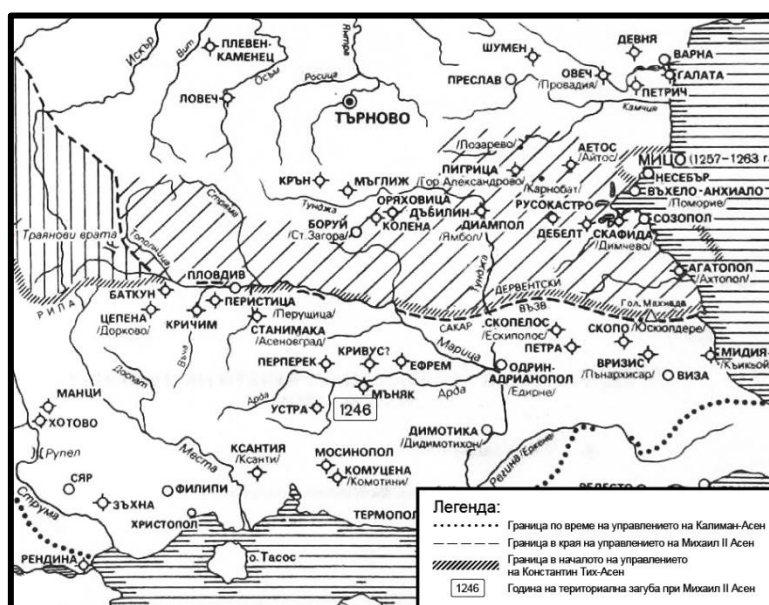 ДЕВНЯ
ВАРНА
ШУМЕН
ПЛЕВЕН-
КАМЕНЕЦ
Искър
Вит
Осъм
Янтра
Росица
ПРЕСЛАВ
ОВЕЧ
/Провадия/
ГАЛАТА
ПЕТРИЧ
Камчия
ЛОВЕЧ
ТЪРНОВО
/Лозарево/
АЕТОС
/Айтос/
МИЦО (1257-1263 г.
НЕСЕБЪР
КРЪН
МЪГЛИЖ
ПИГРИЦА
/Гор Александрово/
/Карнобат/
ВЪХЕЛО-АНХИАЛО
/Поморие/
Тунджа
ОРЯХОВИЦА
ДЪБИЛИН-
КОЛЕНА
РУСОКАСТРО
СОЗОПОЛ
Стряма
БОРУЙ
/Ст.Загора/
ДИАМПОЛ
/Ямбол/
ДЕБЕЛТ
СКАФИДА
/Димчево/
Траянови врата
Тополница
Тунджа
АГАТОПОЛ
/Ахтопол/
ПЛОВДИВ
РИЛА
БАТКУН
ПЕРИСТИЦА
/Перущица/
ДЕРВЕНТСКИ
ВЪЗВ.
Гол. Махиада
ЦЕПЕНА
/Дорково/
КРИЧИМ
СТАНИМАКА
/Асеновград/
САКАР
СКОПЕЛОС
/Ескиполос/
СКОПО
/Юскюпдере/
Въча
Марица
ПЕТРА
Доспат
ПЕРПЕРЕК
КРИВУС?
ЕФРЕМ
ОДРИН-
АДРИАНОПОЛ
/Едирне/
ВРИЗИС
/Пънархисар/
МИДИЯ
/Къикьой/
ВИЗА
МАНЦИ
Арда
МЪНЯК
Арда
ХОТОВО
УСТРА
1246
Рупел
ДИМОТИКА
/Дидимотихон/
Места
КСАНТИЯ
/Ксанти/
МОСИНОПОЛ
КОМУЦЕНА
/Комотини/
СЯР
ФИЛИПИ
Струма
ЗЪХНА
ХРИСТОПОЛ
ТЕРМОПОЛ
РЕНДИНА
о.Тасос
Легенда:
Граница по време на управлението на Калиман-Асен
Граница в края на управлението на Михаил II Асен
Граница в началото на управлението
на Константин Тих-Асен
1246
Година на териториална загуба при Михаил II Асен